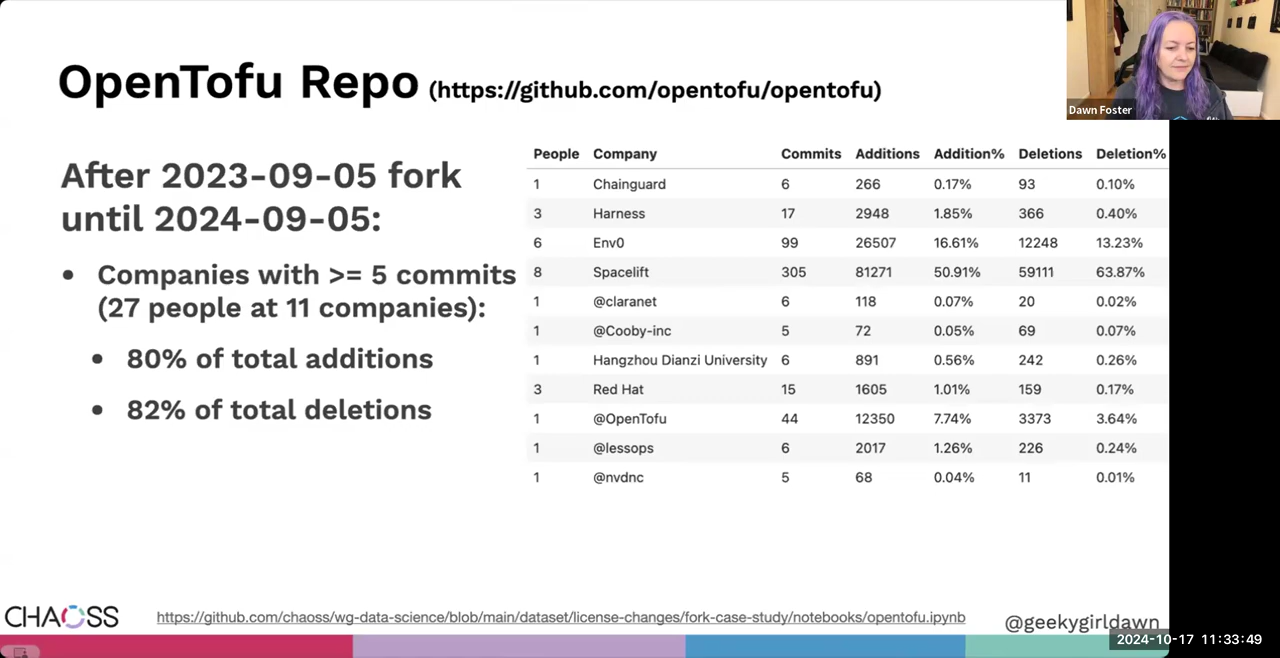 OpenTofu Repo (https://github.com/opentofu/opentofu)
Dawn Foster
After 2023-09-05 fork
until 2024-09-05:
• Companies with >= 5 commits
(27 people at 11 companies):
• 80% of total additions
• 82% of total deletions
People Company Commits Additions Addition% Deletions Deletion%
1 Chainguard 6 266 0.17% 93 0.10%
3 Harness 17 2948 1.85% 366 0.40%
6 Env0 99 26507 16.61% 12248 13.23%
8 Spacelift 305 81271 50.91% 59111 63.87%
1 @claranet 6 118 0.07% 20 0.02%
1 @Cooby-inc 5 72 0.05% 69 0.07%
1 Hangzhou Dianzi University 6 891 0.56% 242 0.26%
3 Red Hat 15 1605 1.01% 159 0.17%
1 @OpenTofu 44 12350 7.74% 3373 3.64%
1 @lessops 6 2017 1.26% 226 0.24%
1 @nvdnc 5 68 0.04% 11 0.01%
CHAOSS
https://github.com/chaoss/wg-data-science/blob/main/dataset/license-changes/fork-case-study/notebooks/opentofu.ipynb
@geekygirldawn
2024-10-17 11:33:49